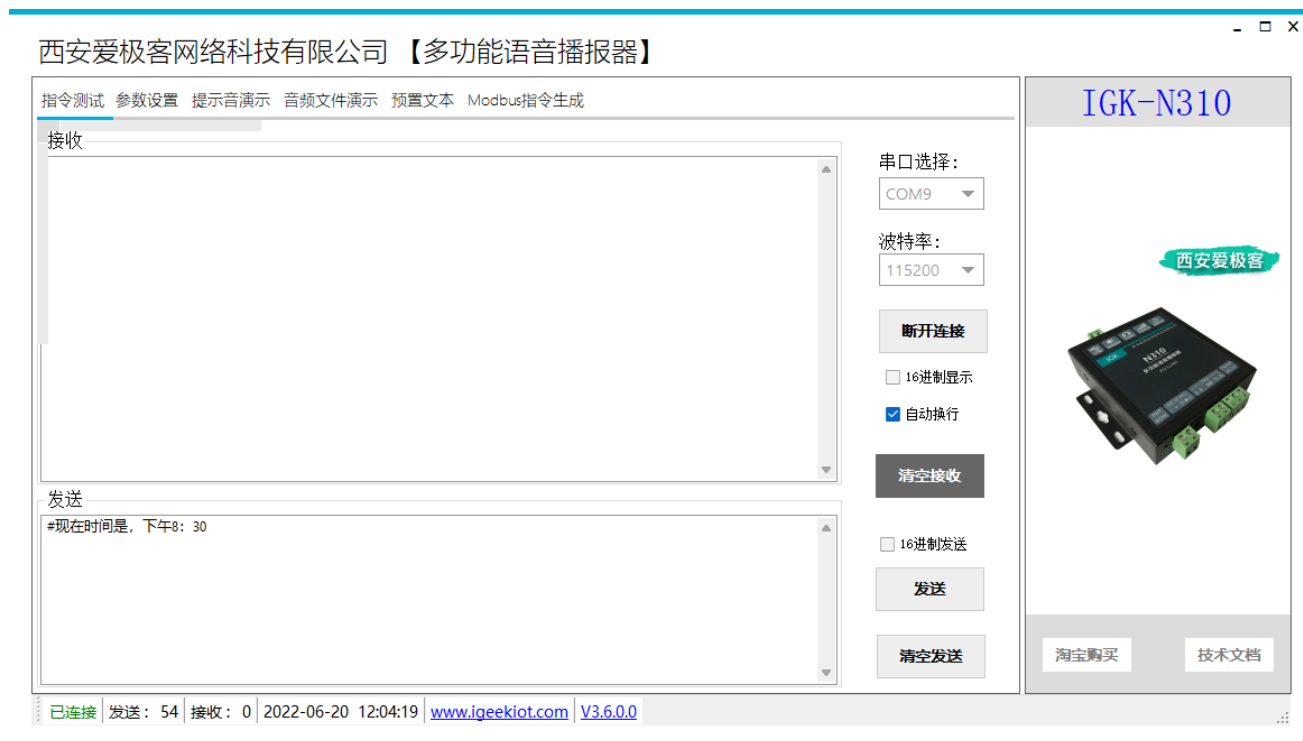 西安爱极客网络科技有限公司 【多功能语音播报器】
指令测试 参数设置 提示音演示 音频文件演示 预置文本 Modbus指令生成
IGK-N310
接收
串口选择：
COM9
波特率：
115200
西安爱极客
断开连接
N310
16进制显示
自动换行
清空接收
发送
#现在时间是，下午8：30
16进制发送
发送
清空发送
淘宝购买 技术文档
已连接 发送： 54 接收： 0 2022-06-20 12:04:19 www.igeekiot.com V3.6.0.0